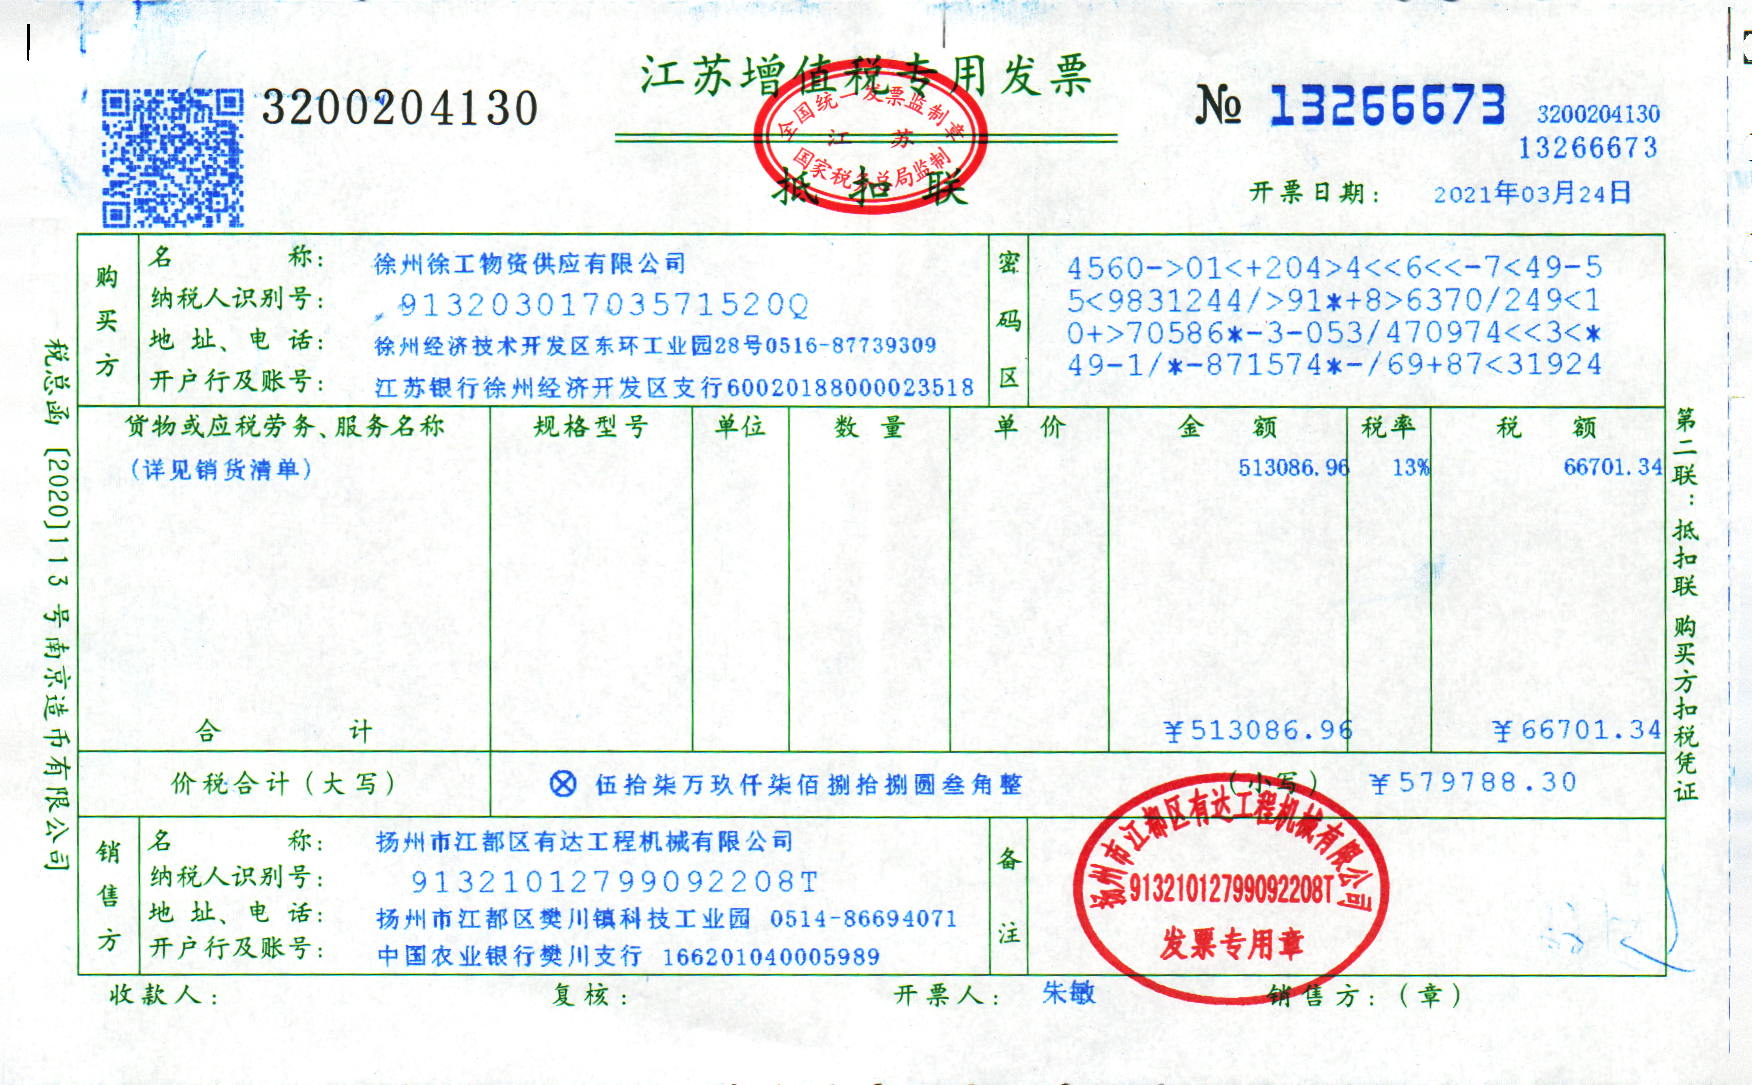 江苏增值税专用发票
3200204130
№ 13266673
3200204130
13266673
全国统一发票监制章
江 苏
国家税务总局监制
抵 扣 联
开票日期: 2021年03月24日
购买方
名 称: 徐州徐工物资供应有限公司
纳税人识别号: 91320301703571520Q
地 址、电 话: 徐州经济技术开发区东环工业园28号0516-87739309
开户行及账号: 江苏银行徐州经济开发区支行60020188000023518
密码区
4560->01<+204>4<<6<<-7<49-5
5<9831244/>91*+8>6370/249<1
0+>70586*-3-053/470974<<3<*
49-1/*-871574*-/69+87<31924
货物或应税劳务、服务名称 规格型号 单位 数 量 单 价 金 额 税率 税 额
(详见销货清单) 513086.96 13% 66701.34
合 计 ¥513086.96 ¥66701.34
价税合计(大写) ⊗ 伍拾柒万玖仟柒佰捌拾捌圆叁角整 (小写) ¥579788.30
销售方
名 称: 扬州市江都区有达工程机械有限公司
纳税人识别号: 91321012799092208T
地 址、电 话: 扬州市江都区樊川镇科技工业园 0514-86694071
开户行及账号: 中国农业银行樊川支行 166201040005989
备注
扬州市江都区有达工程机械有限公司
91321012799092208T
发票专用章
收款人: 复核: 开票人: 朱敏 销售方:(章)
税总函[2020]113号南京造币有限公司
第二联:抵扣联 购买方扣税凭证